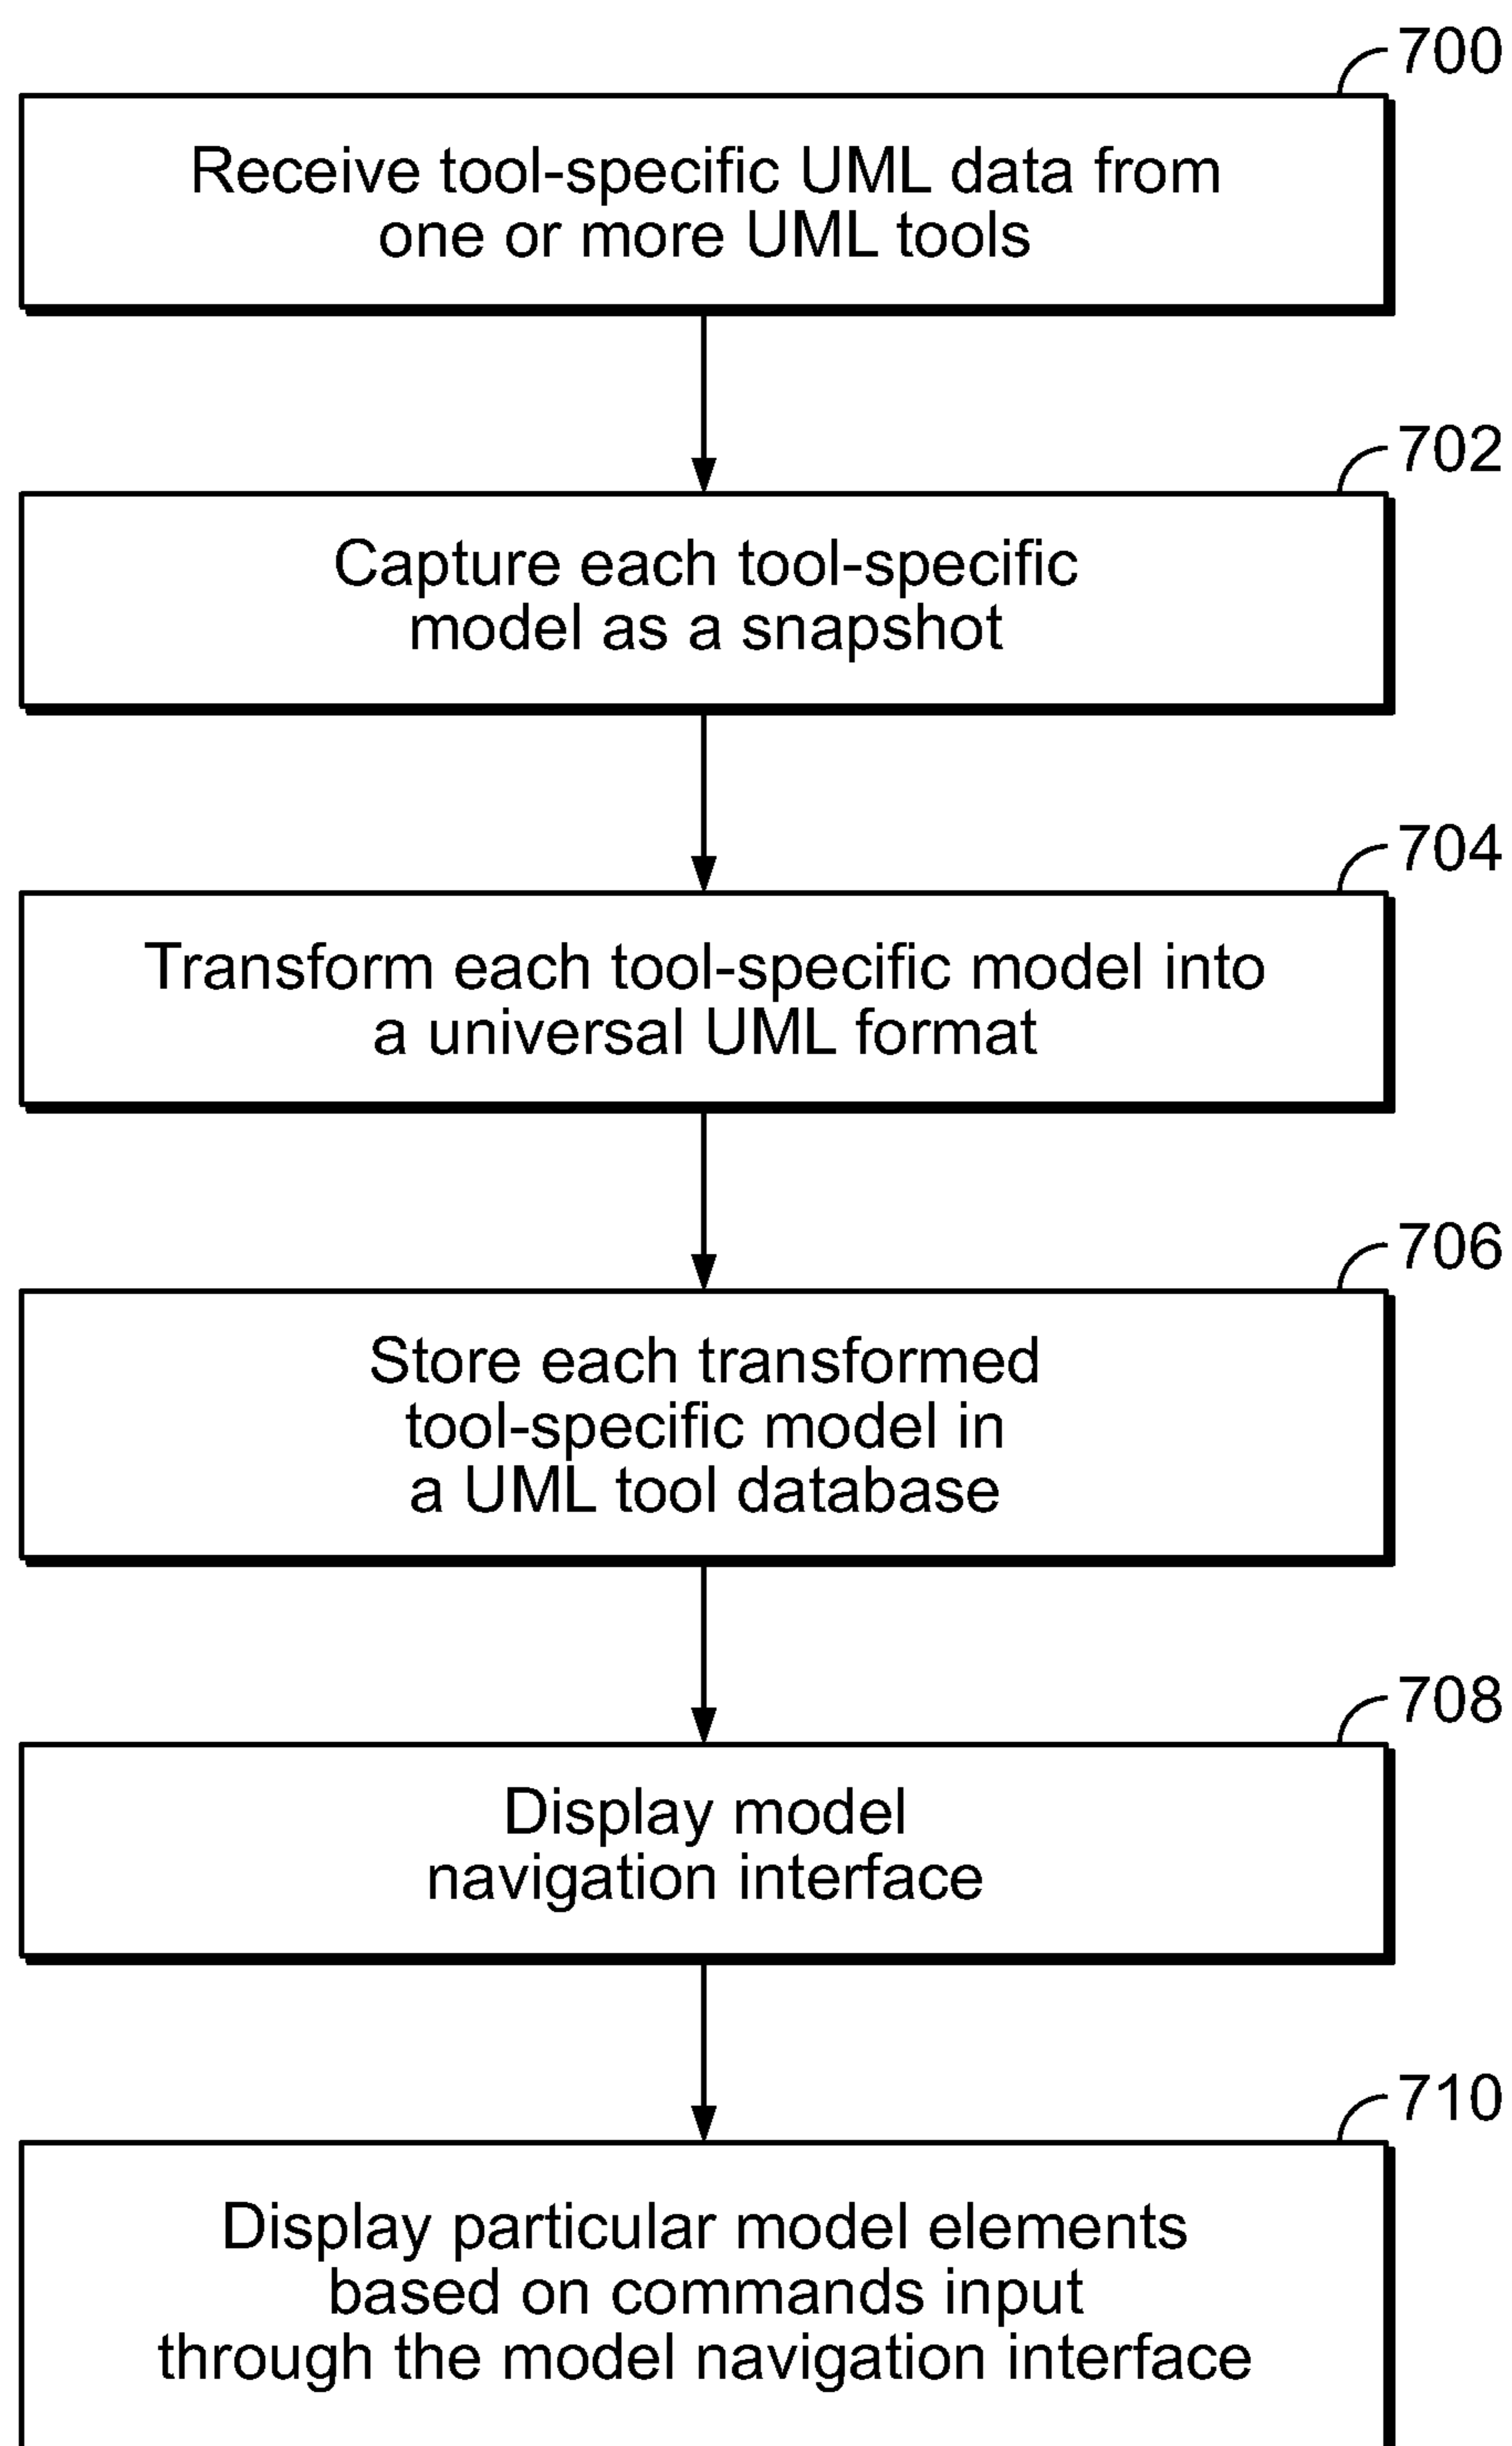 700
Receive tool-specific UML data from
one or more UML tools
702
Capture each tool-specific
model as a snapshot
704
Transform each tool-specific model into
a universal UML format
706
Store each transformed
tool-specific model in
a UML tool database
708
Display model
navigation interface
710
Display particular model elements
based on commands input
through the model navigation interface